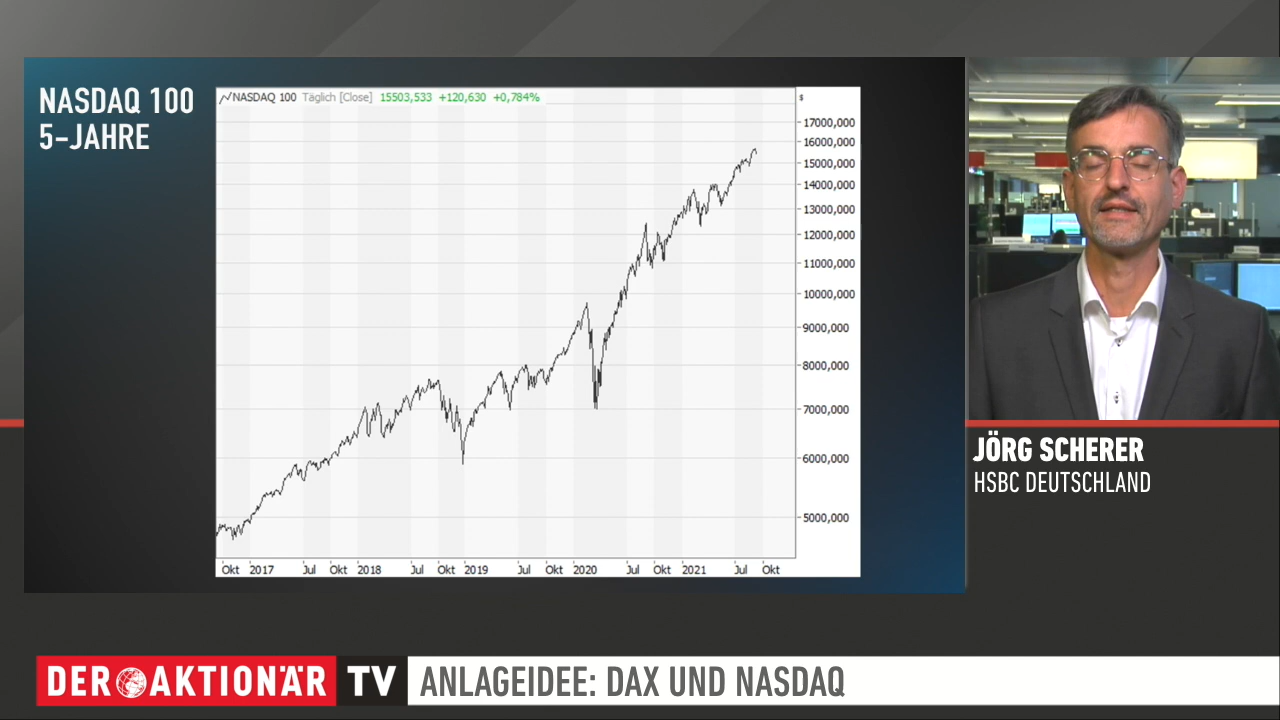 NASDAQ 100
5-JAHRE
NASDAQ 100 Täglich [Close] 15503,533 +120,630 +0,784%
$
17000,000
16000,000
15000,000
14000,000
13000,000
12000,000
11000,000
10000,000
9000,000
8000,000
7000,000
6000,000
5000,000
Okt 2017 Jul Okt 2018 Jul Okt 2019 Jul Okt 2020 Jul Okt 2021 Jul Okt
JÖRG SCHERER
HSBC DEUTSCHLAND
DER AKTIONÄR TV ANLAGEIDEE: DAX UND NASDAQ